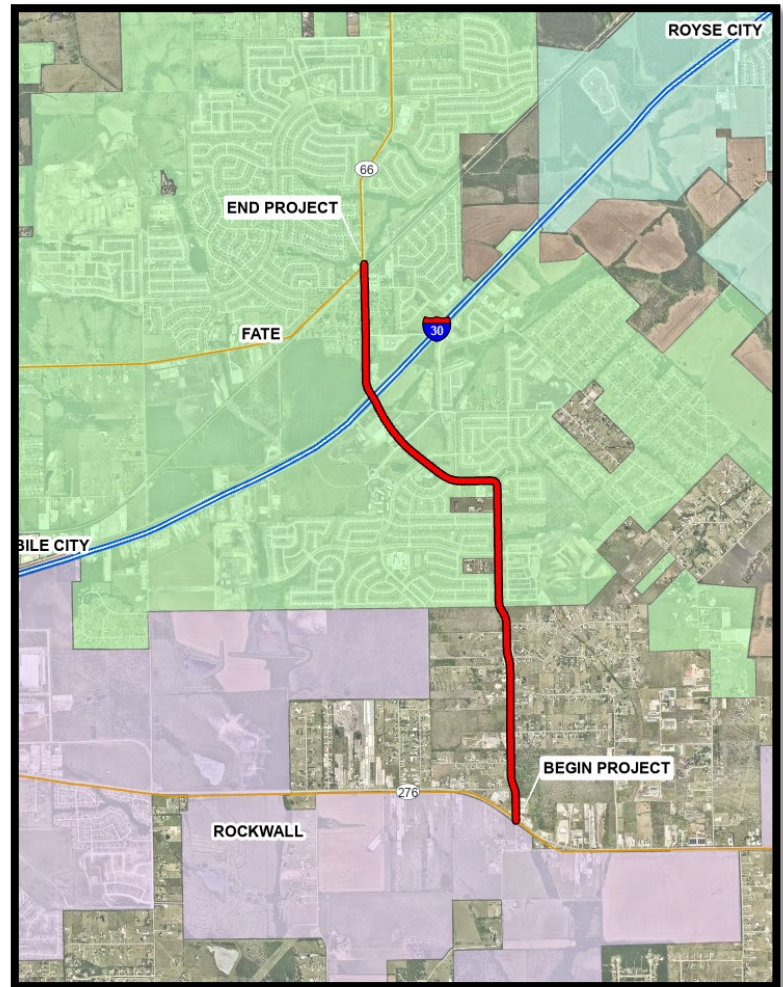 ROYSE CITY
66
END PROJECT
30
FATE
BILE CITY
BEGIN PROJECT
276
ROCKWALL